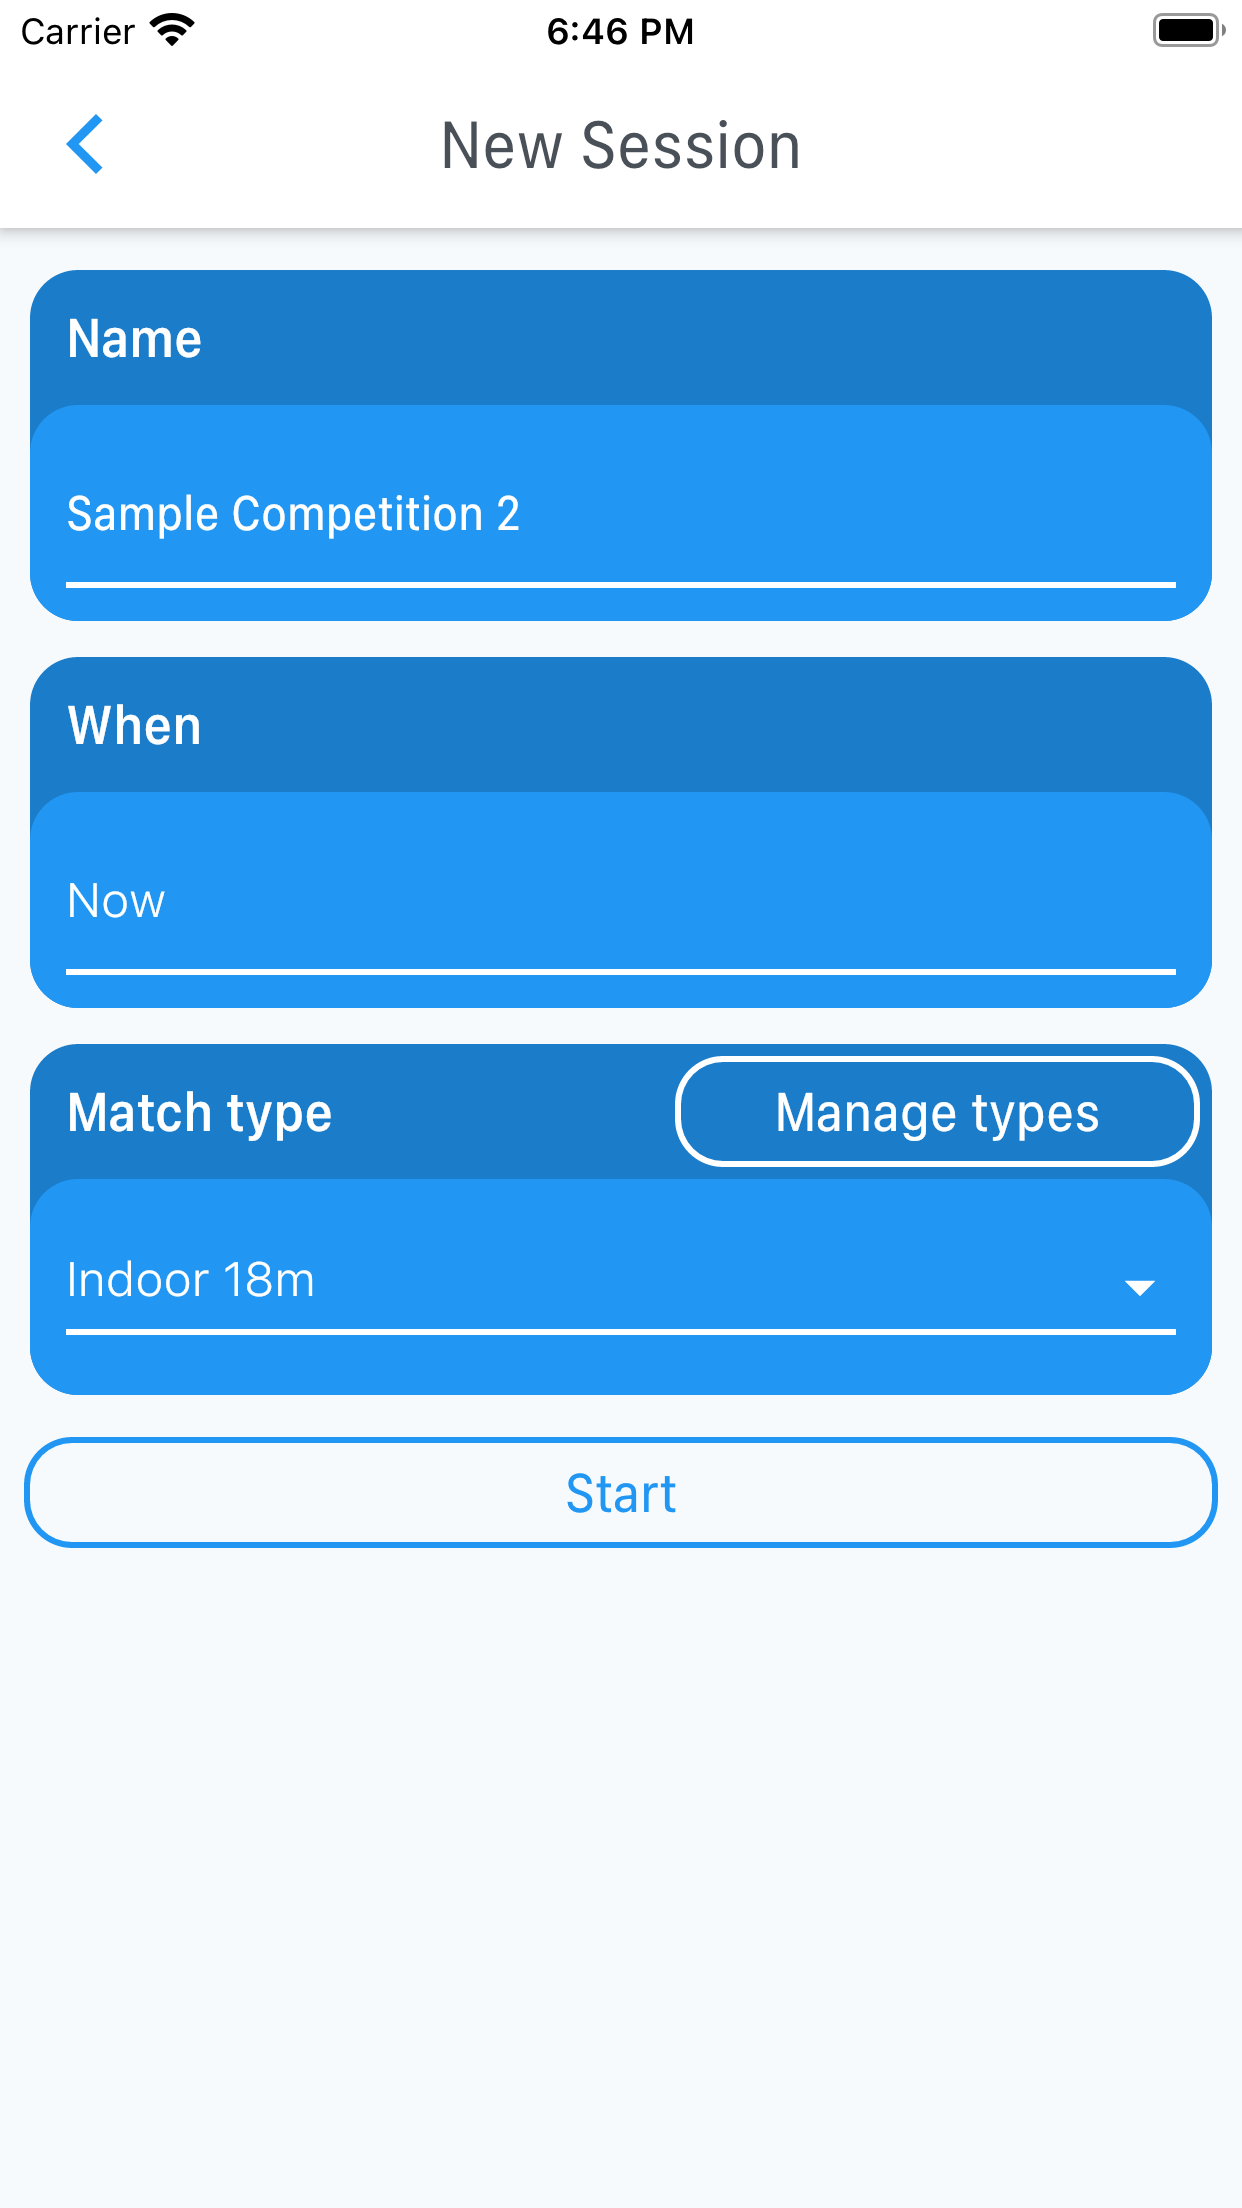 Carrier 6:46 PM
New Session
Name
Sample Competition 2
When
Now
Match type Manage types
Indoor 18m
Start